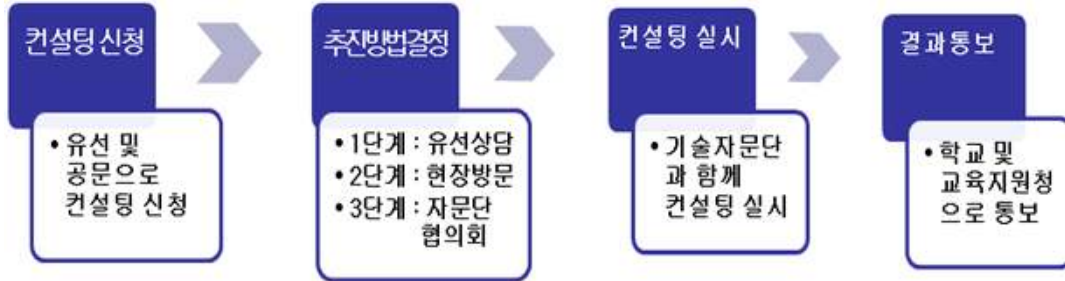 컨설팅 신청
• 유선 및
공문으로
컨설팅 신청
추진방법결정
• 1단계 : 유선상담
• 2단계 : 현장방문
• 3단계 : 자문단
협의회
컨설팅 실시
• 기술자문단
과 함께
컨설팅 실시
결과통보
• 학교 및
교육지원청
으로 통보